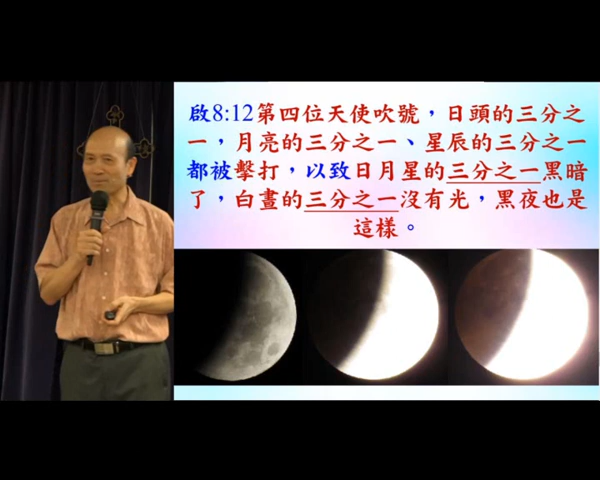 啟8:12第四位天使吹號，日頭的三分之
一，月亮的三分之一、星辰的三分之一
都被擊打，以致日月星的三分之一黑暗
了，白晝的三分之一沒有光，黑夜也是
這樣。